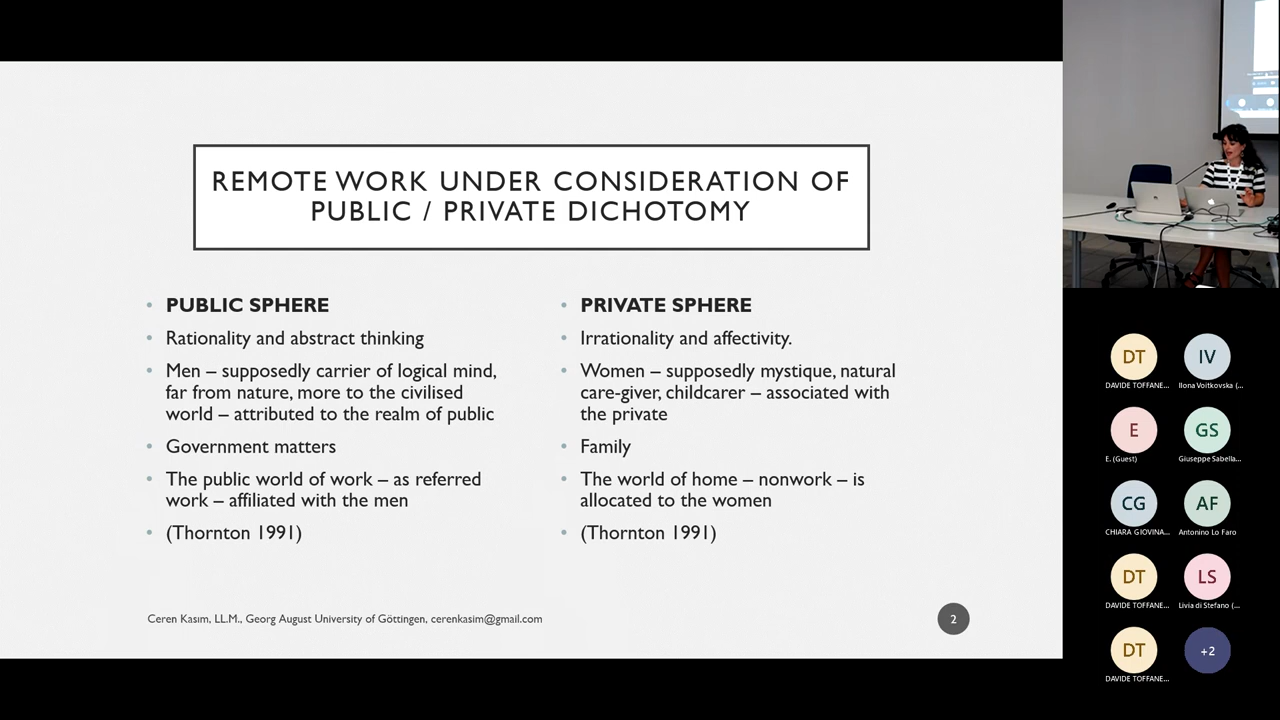 REMOTE WORK UNDER CONSIDERATION OF
PUBLIC / PRIVATE DICHOTOMY
• PUBLIC SPHERE
• Rationality and abstract thinking
• Men – supposedly carrier of logical mind,
far from nature, more to the civilised
world – attributed to the realm of public
• Government matters
• The public world of work – as referred
work – affiliated with the men
• (Thornton 1991)
• PRIVATE SPHERE
• Irrationality and affectivity.
• Women – supposedly mystique, natural
care-giver, childcarer – associated with
the private
• Family
• The world of home – nonwork – is
allocated to the women
• (Thornton 1991)
Ceren Kasım, LL.M., Georg August University of Göttingen, cerenkasim@gmail.com
2
DT
DAVIDE TOFFANE...
IV
Ilona Voitkovska (...
E
E. (Guest)
GS
Giuseppe Sabella...
CG
CHIARA GIOVINA...
AF
Antonino Lo Faro
DT
DAVIDE TOFFANE...
LS
Livia di Stefano (...
DT
DAVIDE TOFFANE...
+2